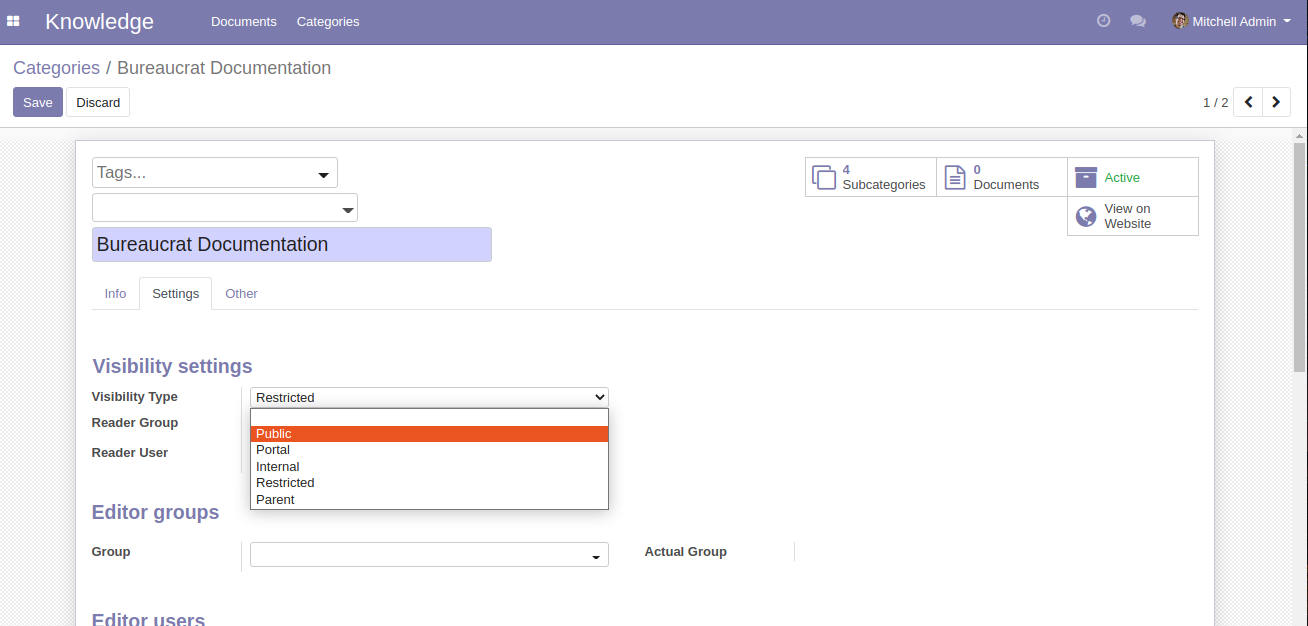 Knowledge Documents Categories Mitchell Admin
Categories / Bureaucrat Documentation
Save Discard 1 / 2
Tags...
4 Subcategories
0 Documents
Active
View on Website
Bureaucrat Documentation
Info Settings Other
Visibility settings
Visibility Type Restricted
Reader Group
Public
Portal
Reader User
Internal
Restricted
Parent
Editor groups
Group Actual Group
Editor users